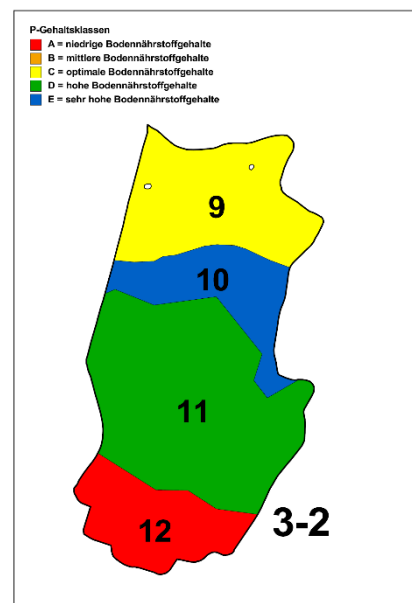 P-Gehaltsklassen
A = niedrige Bodennährstoffgehalte
B = mittlere Bodennährstoffgehalte
C = optimale Bodennährstoffgehalte
D = hohe Bodennährstoffgehalte
E = sehr hohe Bodennährstoffgehalte
9
10
11
12
3-2